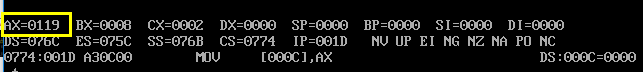 AX=0119 BX=0008 CX=0002 DX=0000 SP=0000 BP=0000 SI=0000 DI=0000
DS=076C ES=075C SS=076B CS=0774 IP=001D NV UP EI NG NZ NA PO NC
0774:001D A30C00 MOV [000C],AX DS:000C=0000